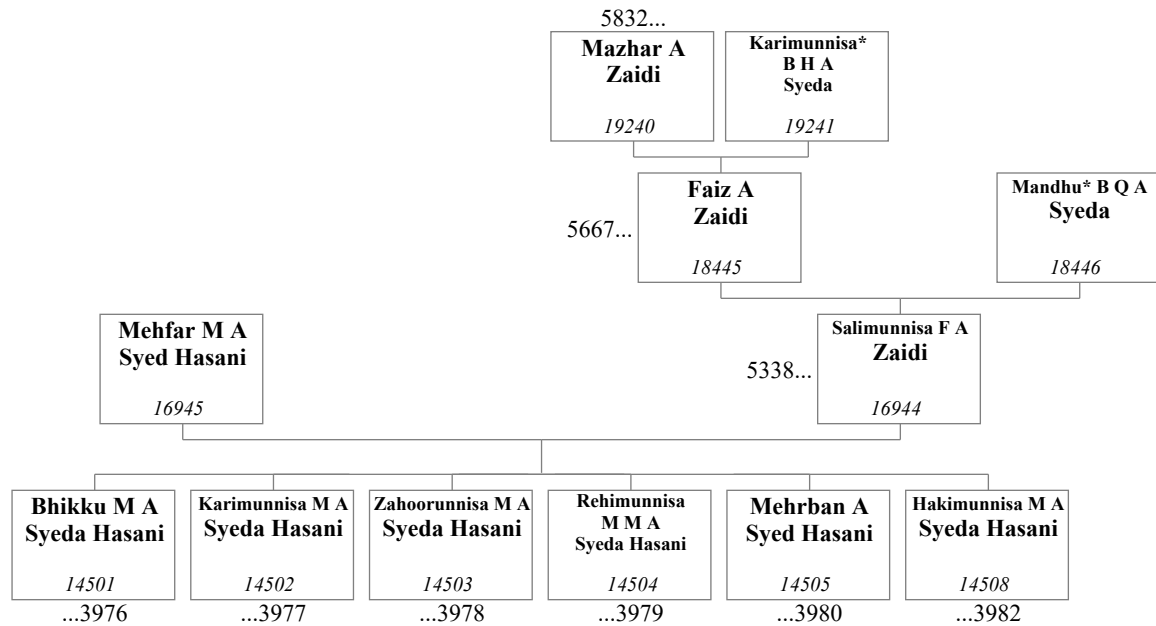 5832...
Mazhar A
Zaidi
19240
Karimunnisa*
B H A
Syeda
19241
5667...
Faiz A
Zaidi
18445
Mandhu* B Q A
Syeda
18446
Mehfar M A
Syed Hasani
16945
5338...
Salimunnisa F A
Zaidi
16944
Bhikku M A
Syeda Hasani
14501
...3976
Karimunnisa M A
Syeda Hasani
14502
...3977
Zahoorunnisa M A
Syeda Hasani
14503
...3978
Rehimunnisa
M M A
Syeda Hasani
14504
...3979
Mehrban A
Syed Hasani
14505
...3980
Hakimunnisa M A
Syeda Hasani
14508
...3982